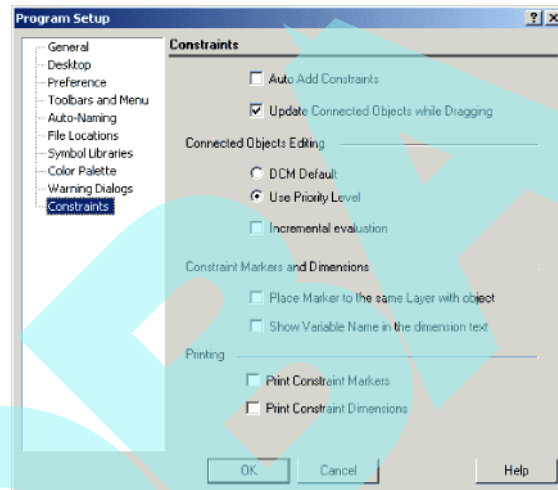 Program Setup
General
Desktop
Preference
Toolbars and Menu
Auto-Naming
File Locations
Symbol Libraries
Color Palette
Warning Dialogs
Constraints
Constraints
Auto Add Constraints
Update Connected Objects while Dragging
Connected Objects Editing
DCM Default
Use Priority Level
Incremental evaluation
Constraint Markers and Dimensions
Place Marker to the same Layer with object
Show Variable Name in the dimension text
Printing
Print Constraint Markers
Print Constraint Dimensions
OK Cancel Help